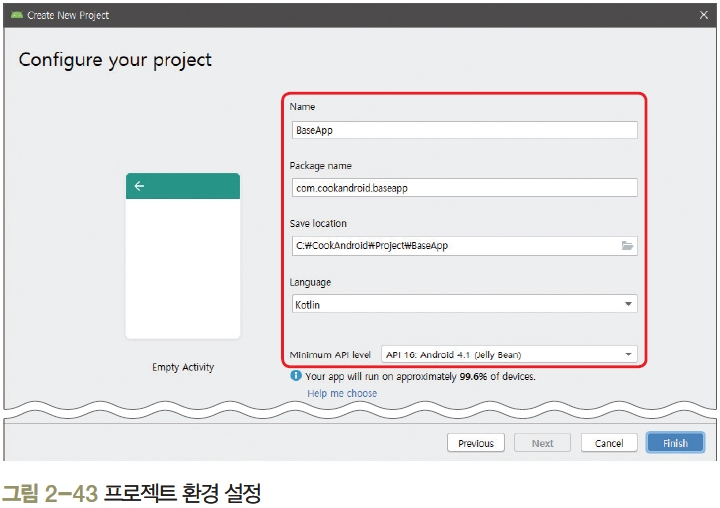 Create New Project
Configure your project
Name
BaseApp
Package name
com.cookandroid.baseapp
Save location
C:₩CookAndroid₩Project₩BaseApp
Language
Kotlin
Minimum API level API 16: Android 4.1 (Jelly Bean)
Your app will run on approximately 99.6% of devices.
Help me choose
Empty Activity
Previous Next Cancel Finish
그림 2-43 프로젝트 환경 설정